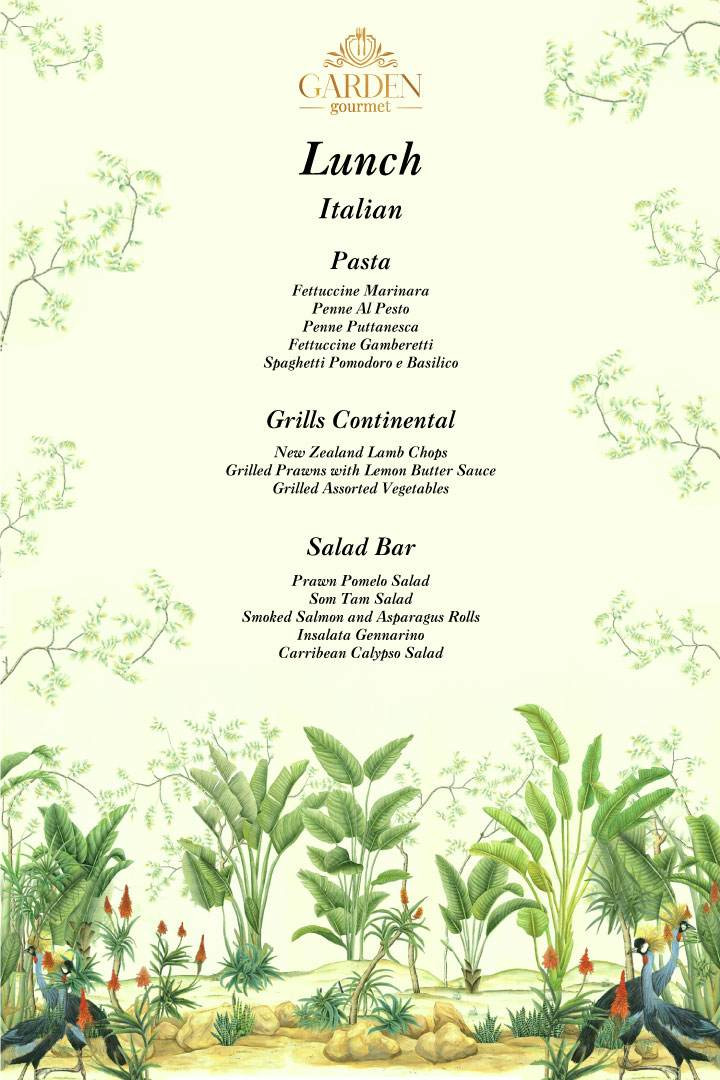 GARDEN
gourmet
Lunch
Italian
Pasta
Fettuccine Marinara
Penne Al Pesto
Penne Puttanesca
Fettuccine Gamberetti
Spaghetti Pomodoro e Basilico
Grills Continental
New Zealand Lamb Chops
Grilled Prawns with Lemon Butter Sauce
Grilled Assorted Vegetables
Salad Bar
Prawn Pomelo Salad
Som Tam Salad
Smoked Salmon and Asparagus Rolls
Insalata Gennarino
Carribean Calypso Salad